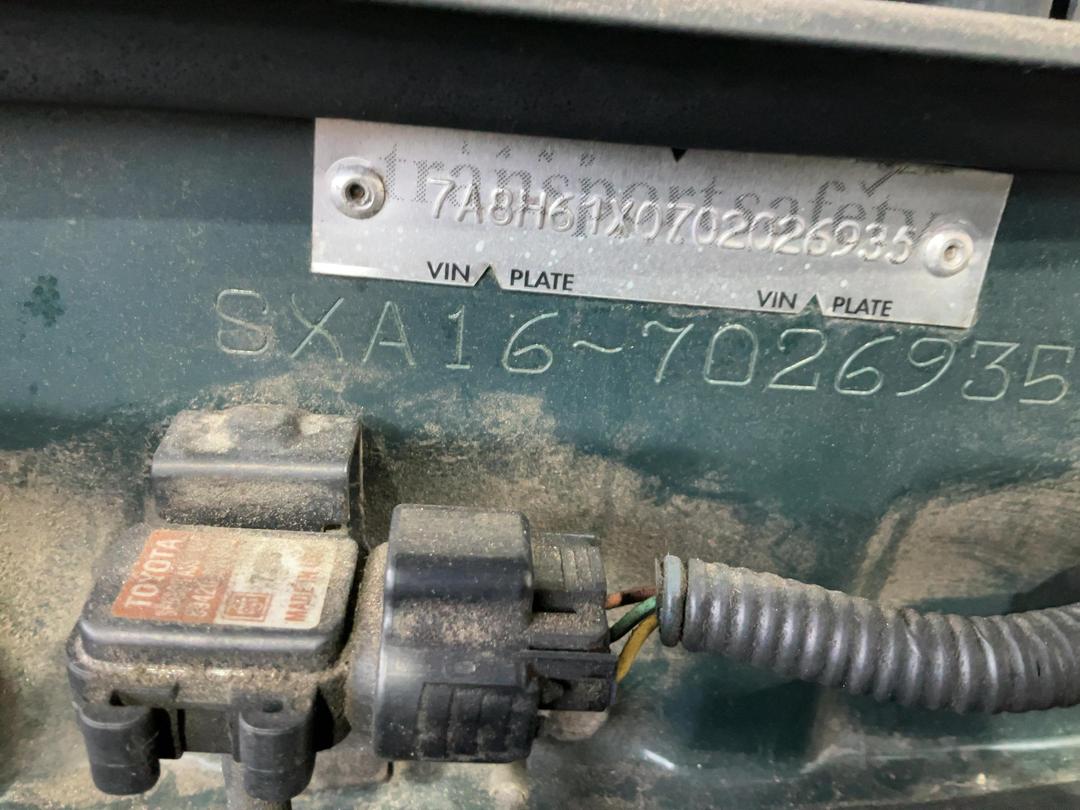 transportsafety
7A8H61X0702026935
VIN PLATE
VIN PLATE
SXA16-7026935
TOYOTA
MADE IN